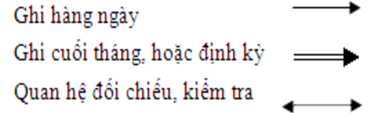 Ghi hàng ngày
Ghi cuối tháng, hoặc định kỳ
Quan hệ đối chiếu, kiểm tra